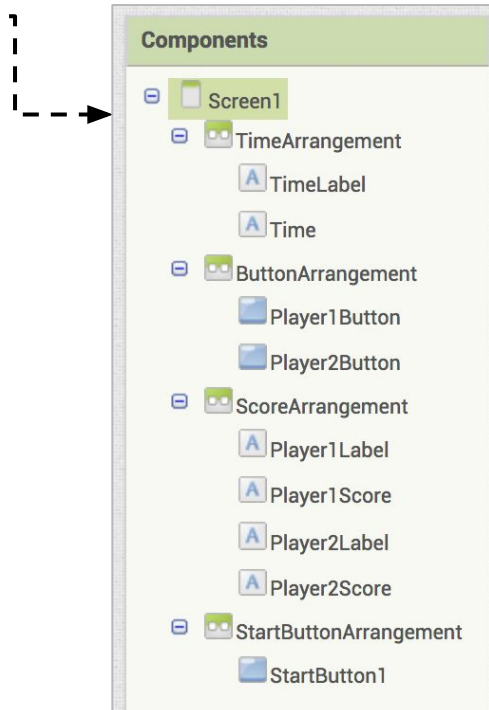 Components
Screen1
TimeArrangement
TimeLabel
Time
ButtonArrangement
Player1Button
Player2Button
ScoreArrangement
Player1Label
Player1Score
Player2Label
Player2Score
StartButtonArrangement
StartButton1